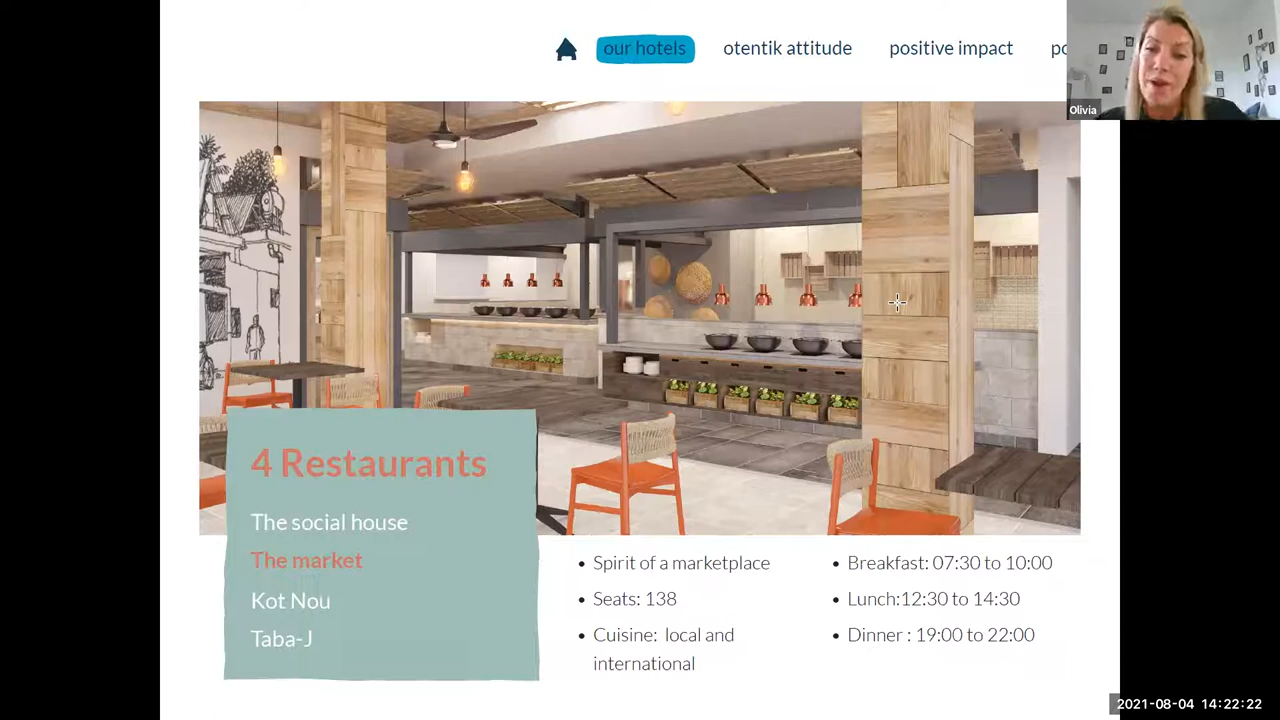 our hotels otentik attitude positive impact
Olivia
4 Restaurants
The social house
The market
Kot Nou
Taba-J
• Spirit of a marketplace
• Seats: 138
• Cuisine: local and
international
• Breakfast: 07:30 to 10:00
• Lunch:12:30 to 14:30
• Dinner : 19:00 to 22:00
2021-08-04 14:22:22